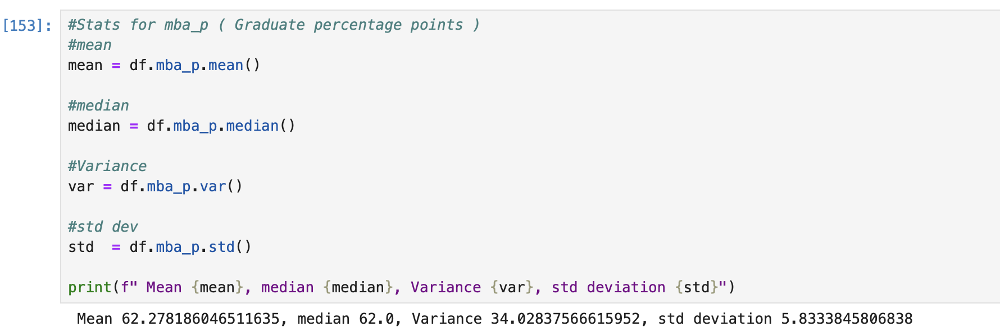 [153]: #Stats for mba_p ( Graduate percentage points )
#mean
mean = df.mba_p.mean()
#median
median = df.mba_p.median()
#Variance
var = df.mba_p.var()
#std dev
std  = df.mba_p.std()
print(f" Mean {mean}, median {median}, Variance {var}, std deviation {std}")
Mean 62.278186046511635, median 62.0, Variance 34.02837566615952, std deviation 5.8333845806838